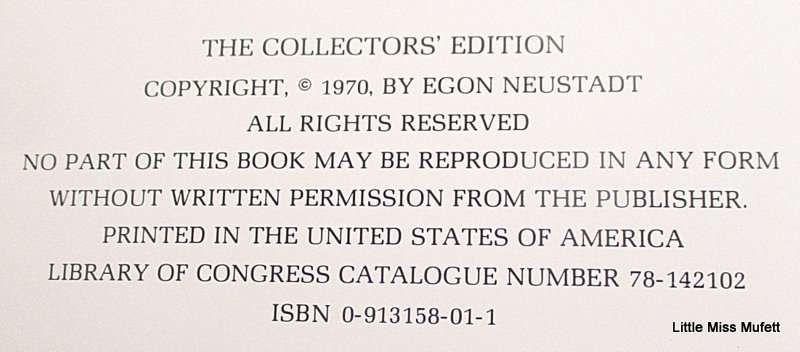 THE COLLECTORS' EDITION
COPYRIGHT, © 1970, BY EGON NEUSTADT
ALL RIGHTS RESERVED
NO PART OF THIS BOOK MAY BE REPRODUCED IN ANY FORM
WITHOUT WRITTEN PERMISSION FROM THE PUBLISHER.
PRINTED IN THE UNITED STATES OF AMERICA
LIBRARY OF CONGRESS CATALOGUE NUMBER 78-142102
ISBN 0-913158-01-1
Little Miss Mufett